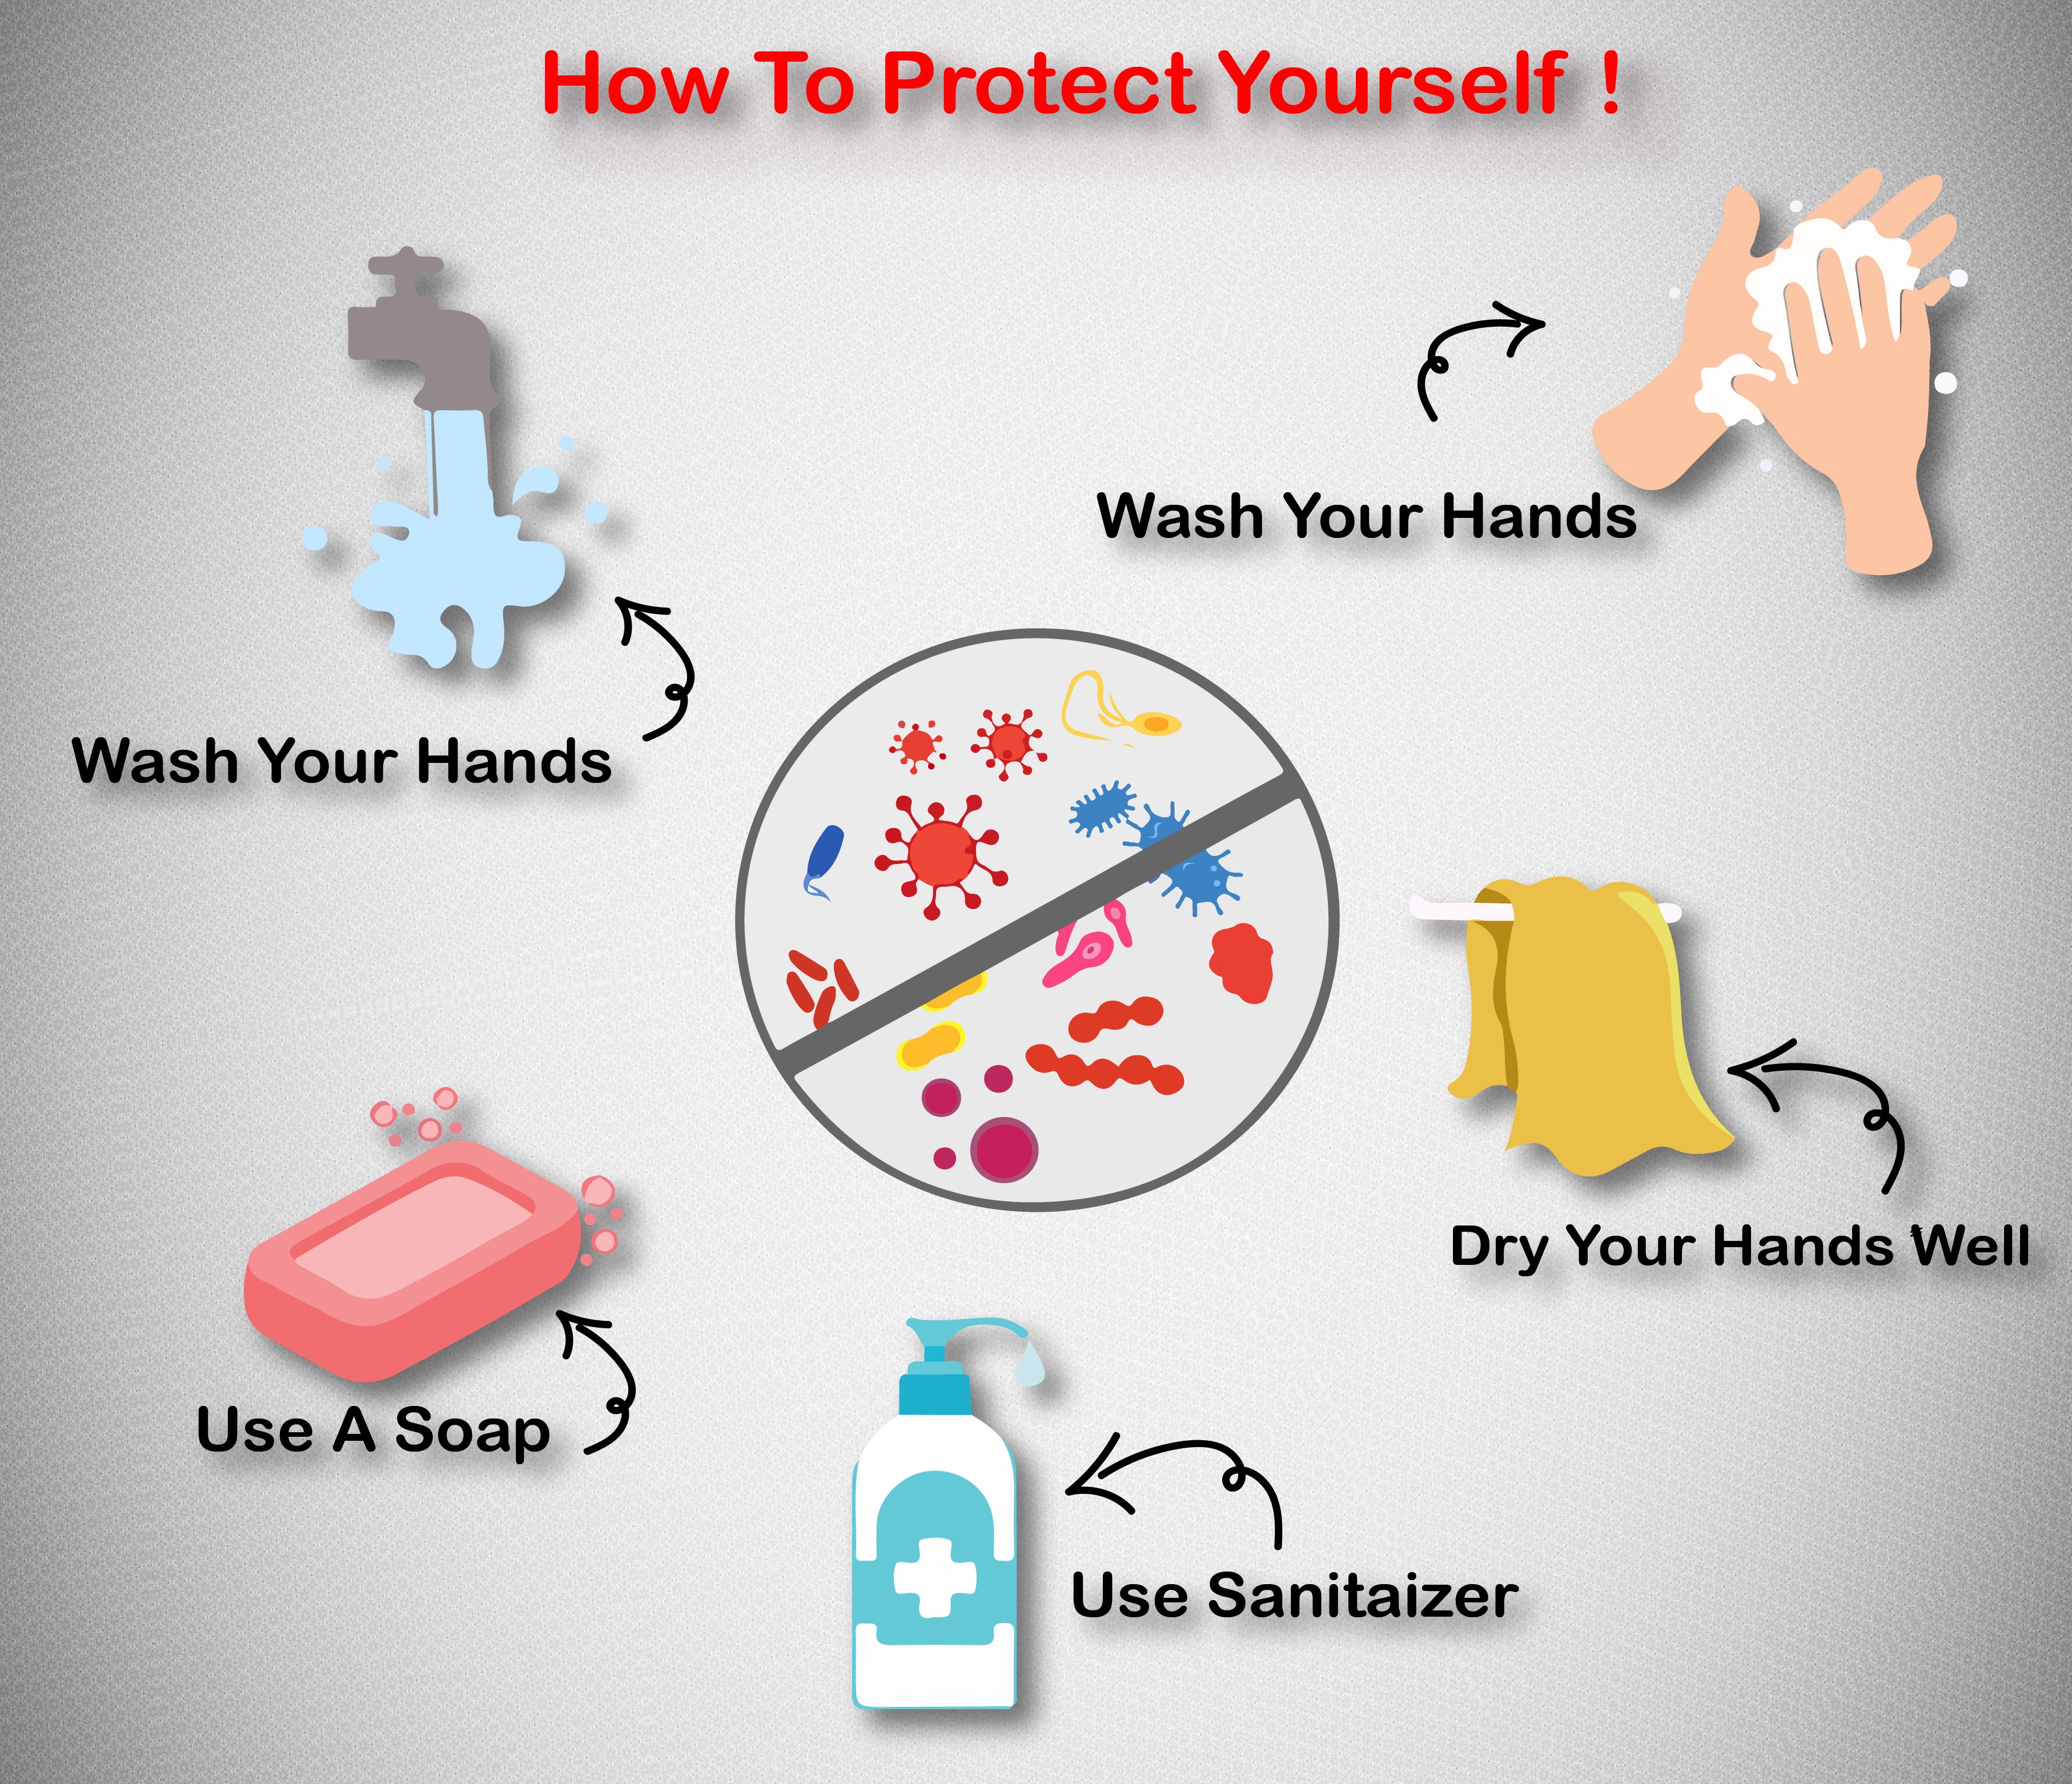 How To Protect Yourself !
Wash Your Hands
Wash Your Hands
Dry Your Hands Well
Use A Soap
Use Sanitaizer